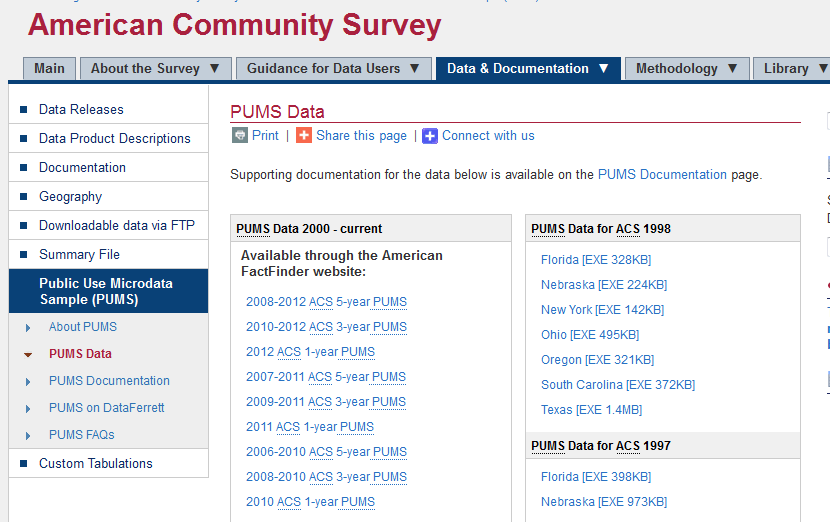 American Community Survey
Main
About the Survey ▼
Guidance for Data Users ▼
Data & Documentation ▼
Methodology ▼
Library ▼
Data Releases
Data Product Descriptions
Documentation
Geography
Downloadable data via FTP
Summary File
Public Use Microdata
Sample (PUMS)
About PUMS
PUMS Data
PUMS Documentation
PUMS on DataFerrett
PUMS FAQs
Custom Tabulations
PUMS Data
Print | Share this page | Connect with us
Supporting documentation for the data below is available on the PUMS Documentation page.
PUMS Data 2000 - current
Available through the American
FactFinder website:
2008-2012 ACS 5-year PUMS
2010-2012 ACS 3-year PUMS
2012 ACS 1-year PUMS
2007-2011 ACS 5-year PUMS
2009-2011 ACS 3-year PUMS
2011 ACS 1-year PUMS
2006-2010 ACS 5-year PUMS
2008-2010 ACS 3-year PUMS
2010 ACS 1-year PUMS
PUMS Data for ACS 1998
Florida [EXE 328KB]
Nebraska [EXE 224KB]
New York [EXE 142KB]
Ohio [EXE 495KB]
Oregon [EXE 321KB]
South Carolina [EXE 372KB]
Texas [EXE 1.4MB]
PUMS Data for ACS 1997
Florida [EXE 398KB]
Nebraska [EXE 973KB]